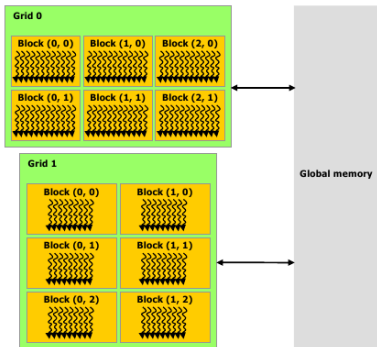 Grid 0
Block (0, 0) Block (1, 0) Block (2, 0)
Block (0, 1) Block (1, 1) Block (2, 1)
Grid 1
Block (0, 0) Block (1, 0)
Block (0, 1) Block (1, 1)
Block (0, 2) Block (1, 2)
Global memory